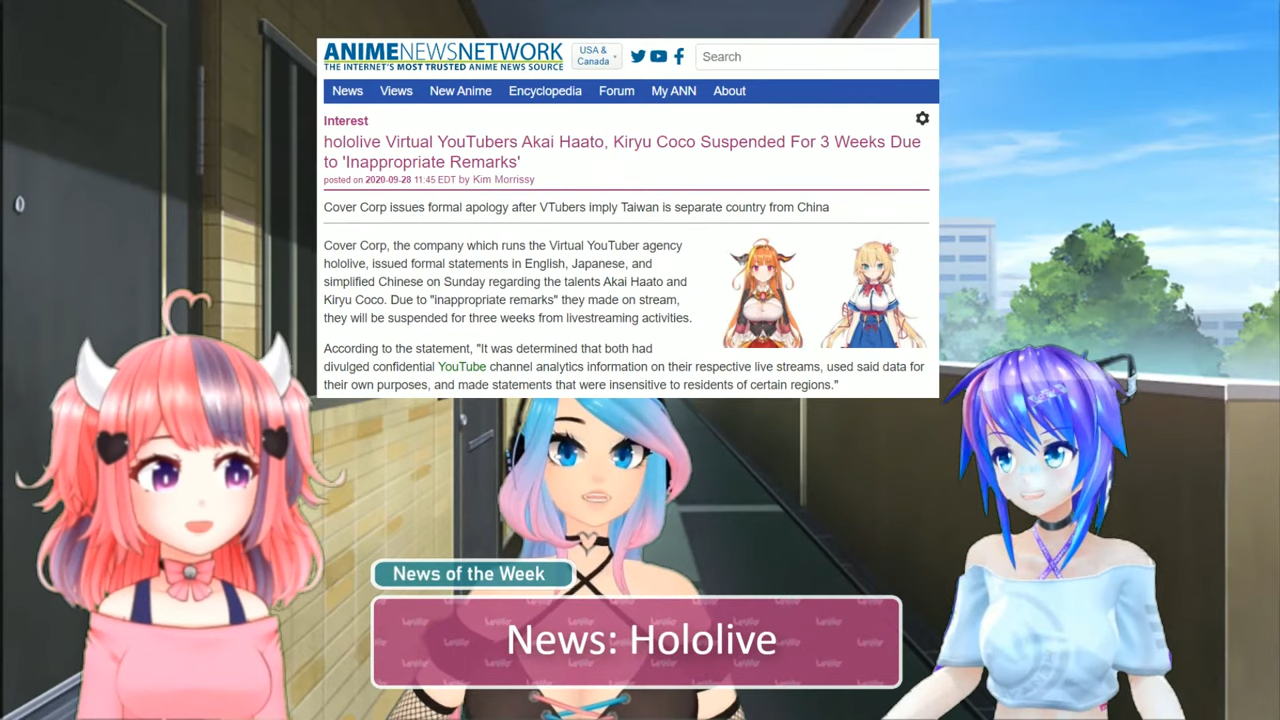 ANIMENEWSNETWORK
THE INTERNET'S MOST TRUSTED ANIME NEWS SOURCE
USA &
Canada
Search
News Views New Anime Encyclopedia Forum My ANN About
Interest
hololive Virtual YouTubers Akai Haato, Kiryu Coco Suspended For 3 Weeks Due
to 'Inappropriate Remarks'
posted on 2020-09-28 11:45 EDT by Kim Morrissy
Cover Corp issues formal apology after VTubers imply Taiwan is separate country from China
Cover Corp, the company which runs the Virtual YouTuber agency
hololive, issued formal statements in English, Japanese, and
simplified Chinese on Sunday regarding the talents Akai Haato and
Kiryu Coco. Due to "inappropriate remarks" they made on stream,
they will be suspended for three weeks from livestreaming activities.
According to the statement, "It was determined that both had
divulged confidential YouTube channel analytics information on their respective live streams, used said data for
their own purposes, and made statements that were insensitive to residents of certain regions."
News of the Week
News: Hololive